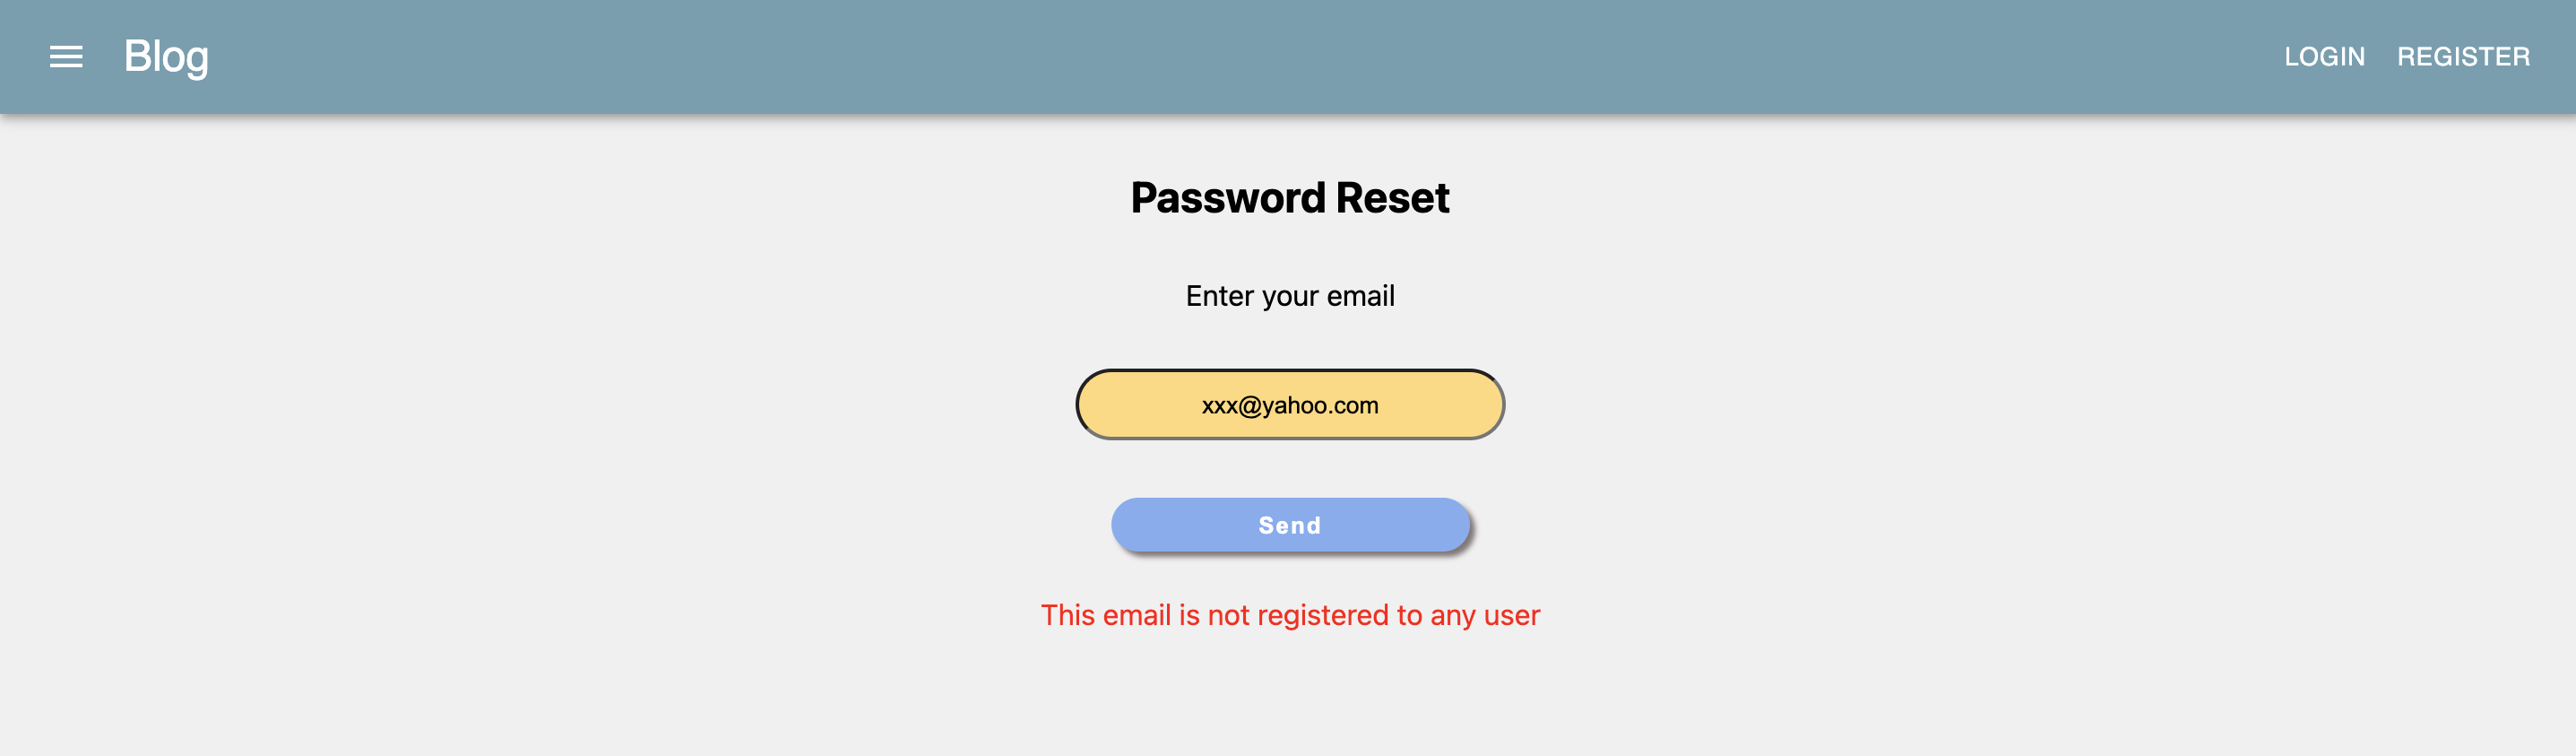 Blog
LOGIN REGISTER
Password Reset
Enter your email
xxx@yahoo.com
Send
This email is not registered to any user